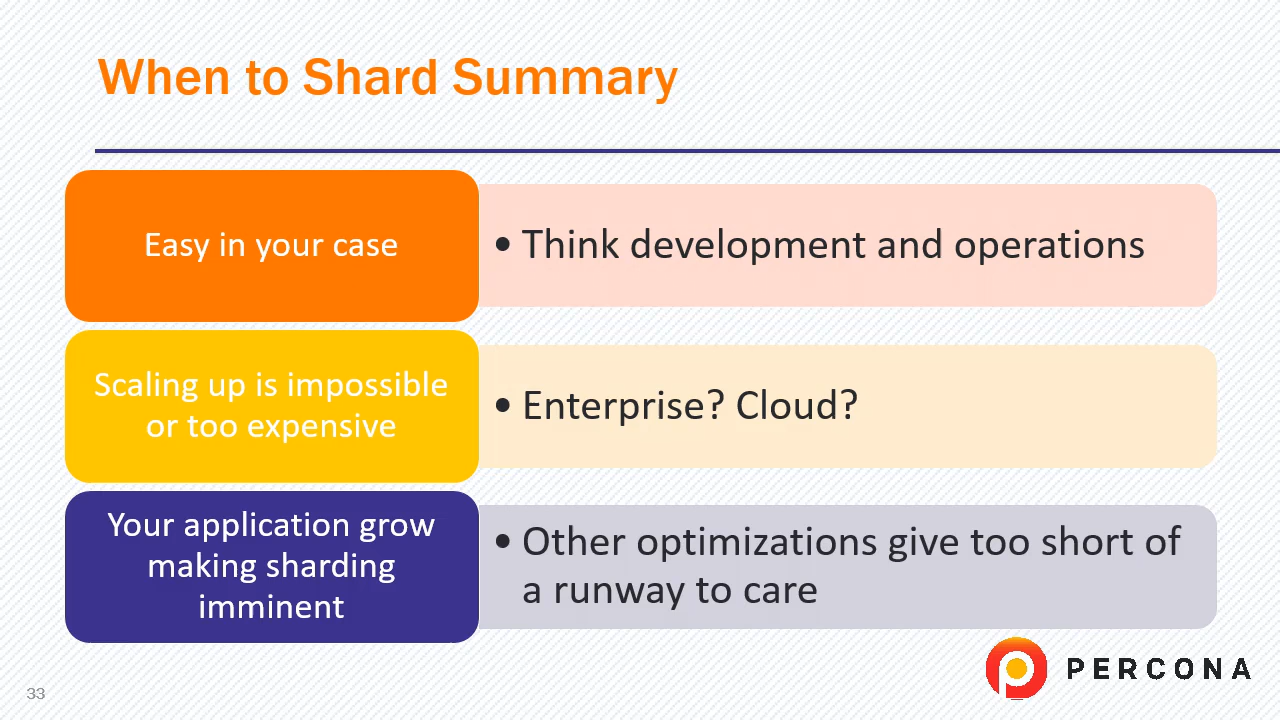 When to Shard Summary
Easy in your case
• Think development and operations
Scaling up is impossible
or too expensive
• Enterprise? Cloud?
Your application grow
making sharding
imminent
• Other optimizations give too short of
a runway to care
PERCONA
33